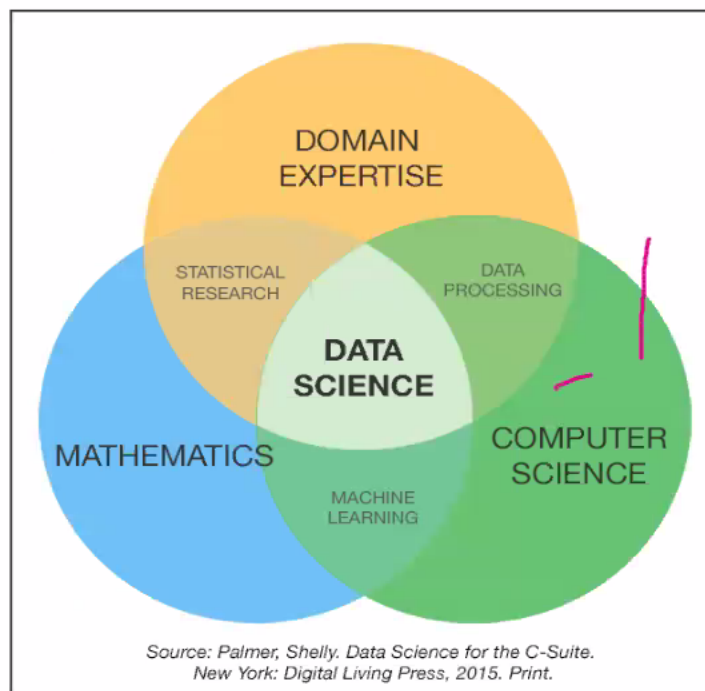 DOMAIN
EXPERTISE
STATISTICAL
RESEARCH
DATA
PROCESSING
DATA
SCIENCE
MATHEMATICS
COMPUTER
SCIENCE
MACHINE
LEARNING
Source: Palmer, Shelly. Data Science for the C-Suite.
New York: Digital Living Press, 2015. Print.